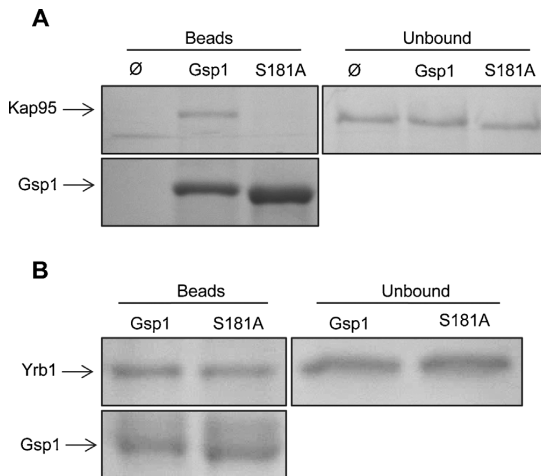 A
Beads Unbound
Ø Gsp1 S181A Ø Gsp1 S181A
Kap95
Gsp1
B
Beads Unbound
Gsp1 S181A Gsp1 S181A
Yrb1
Gsp1